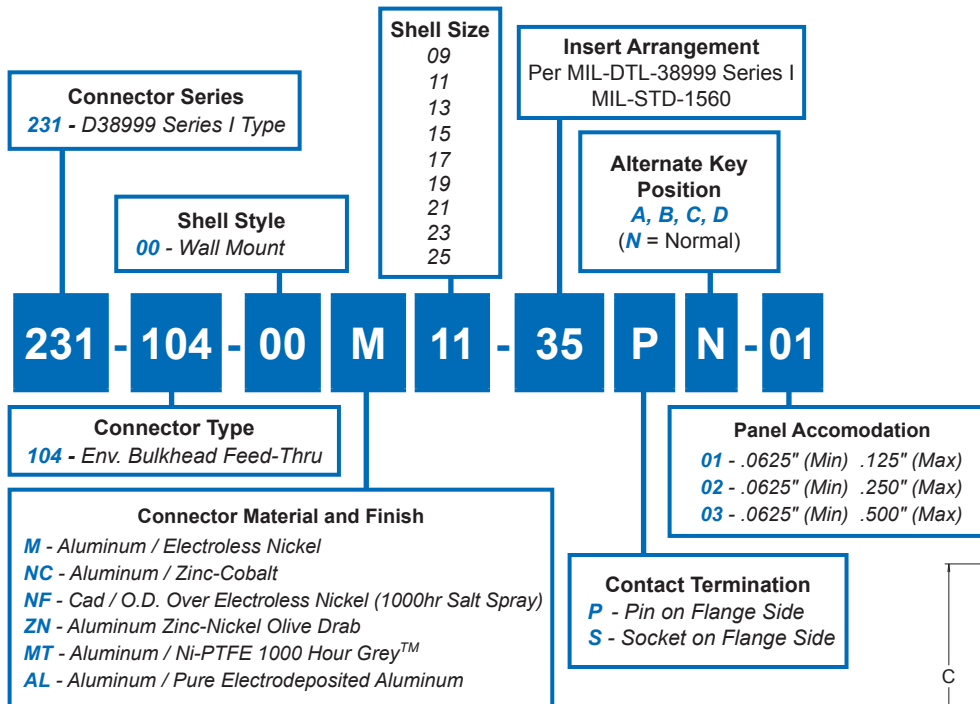 Connector Series
231 - D38999 Series I Type
Shell Style
00 - Wall Mount
Shell Size
09
11
13
15
17
19
21
23
25
Insert Arrangement
Per MIL-DTL-38999 Series I
MIL-STD-1560
Alternate Key
Position
A, B, C, D
(N = Normal)
231 - 104 - 00 M 11 - 35 P N - 01
Connector Type
104 - Env. Bulkhead Feed-Thru
Connector Material and Finish
M - Aluminum / Electroless Nickel
NC - Aluminum / Zinc-Cobalt
NF - Cad / O.D. Over Electroless Nickel (1000hr Salt Spray)
ZN - Aluminum Zinc-Nickel Olive Drab
MT - Aluminum / Ni-PTFE 1000 Hour Grey™
AL - Aluminum / Pure Electrodeposited Aluminum
Contact Termination
P - Pin on Flange Side
S - Socket on Flange Side
Panel Accomodation
01 - .0625" (Min) .125" (Max)
02 - .0625" (Min) .250" (Max)
03 - .0625" (Min) .500" (Max)
C